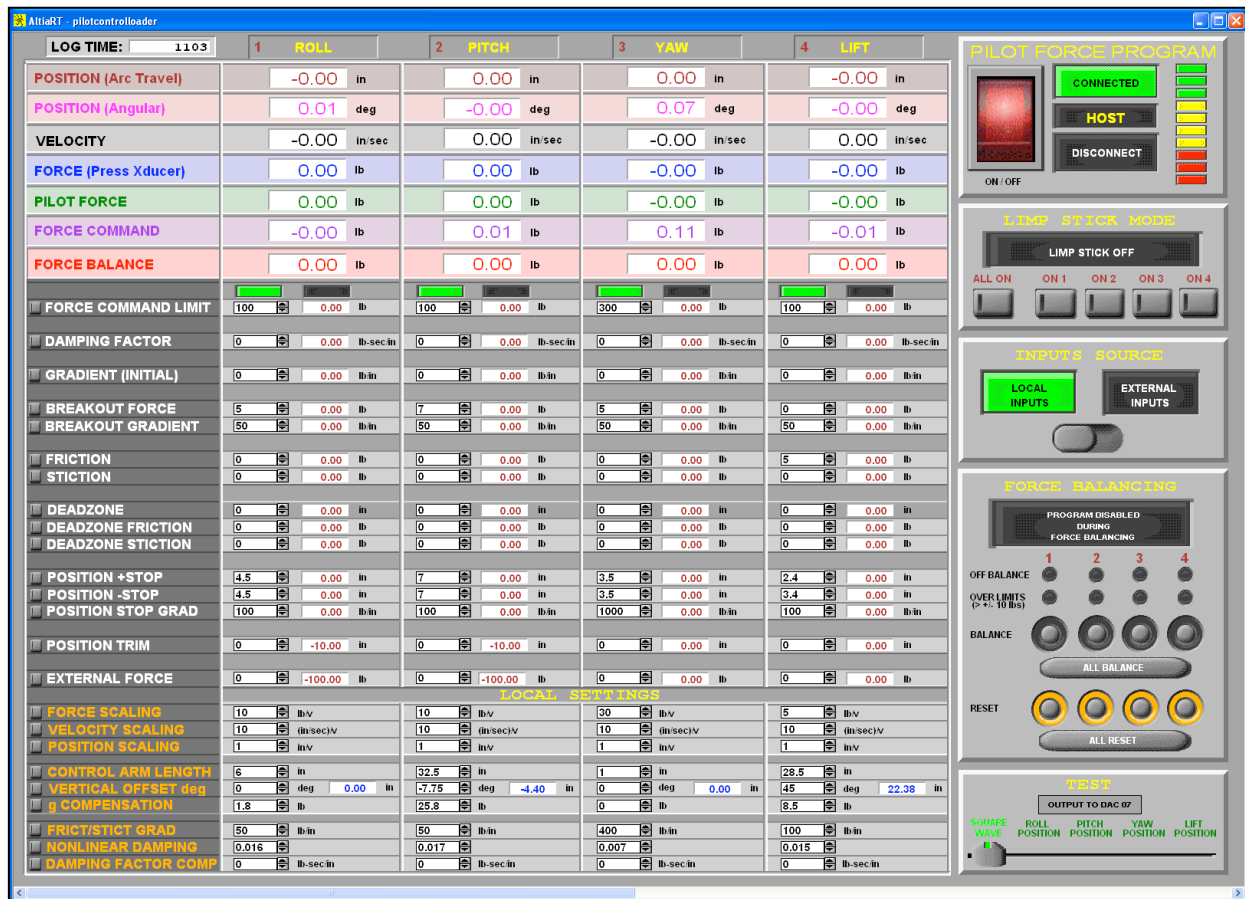 AltiaRT - pilotcontrolloader
LOG TIME: 1103 1 ROLL 2 PITCH 3 YAW 4 LIFT
POSITION (Arc Travel) -0.00 in 0.00 in 0.00 in -0.00 in
POSITION (Angular) 0.01 deg -0.00 deg 0.07 deg -0.00 deg
VELOCITY -0.00 in/sec 0.00 in/sec -0.00 in/sec 0.00 in/sec
FORCE (Press Xducer) 0.00 lb 0.00 lb -0.00 lb -0.00 lb
PILOT FORCE 0.00 lb 0.00 lb -0.00 lb -0.00 lb
FORCE COMMAND -0.00 lb 0.01 lb 0.11 lb -0.01 lb
FORCE BALANCE 0.00 lb 0.00 lb 0.00 lb 0.00 lb
FORCE COMMAND LIMIT 100 0.00 lb 100 0.00 lb 300 0.00 lb 100 0.00 lb
DAMPING FACTOR 0 0.00 lb-sec/in 0 0.00 lb-sec/in 0 0.00 lb-sec/in 0 0.00 lb-sec/in
GRADIENT (INITIAL) 0 0.00 lb/in 0 0.00 lb/in 0 0.00 lb/in 0 0.00 lb/in
BREAKOUT FORCE 5 0.00 lb 7 0.00 lb 5 0.00 lb 0 0.00 lb
BREAKOUT GRADIENT 50 0.00 lb/in 50 0.00 lb/in 50 0.00 lb/in 50 0.00 lb/in
FRICTION 0 0.00 lb 0 0.00 lb 0 0.00 lb 5 0.00 lb
STICTION 0 0.00 lb 0 0.00 lb 0 0.00 lb 0 0.00 lb
DEADZONE 0 0.00 in 0 0.00 in 0 0.00 in 0 0.00 in
DEADZONE FRICTION 0 0.00 lb 0 0.00 lb 0 0.00 lb 0 0.00 lb
DEADZONE STICTION 0 0.00 lb 0 0.00 lb 0 0.00 lb 0 0.00 lb
POSITION +STOP 4.5 0.00 in 7 0.00 in 3.5 0.00 in 2.4 0.00 in
POSITION -STOP 4.5 0.00 in 7 0.00 in 3.5 0.00 in 3.4 0.00 in
POSITION STOP GRAD 100 0.00 lb/in 100 0.00 lb/in 1000 0.00 lb/in 100 0.00 lb/in
POSITION TRIM 0 -10.00 in 0 -10.00 in 0 0.00 in 0 0.00 in
EXTERNAL FORCE 0 -100.00 lb 0 -100.00 lb 0 0.00 lb 0 0.00 lb
LOCAL SETTINGS
FORCE SCALING 10 lb/v 10 lb/v 30 lb/v 5 lb/v
VELOCITY SCALING 10 (in/sec)/v 10 (in/sec)/v 10 (in/sec)/v 10 (in/sec)/v
POSITION SCALING 1 in/v 1 in/v 1 in/v 1 in/v
CONTROL ARM LENGTH 6 in 32.5 in 1 in 28.5 in
VERTICAL OFFSET deg 0 deg 0.00 in -7.75 deg -4.40 in 0 deg 0.00 in 45 deg 22.38 in
g COMPENSATION 1.8 lb 25.8 lb 0 lb 8.5 lb
FRICT/STICT GRAD 50 lb/in 50 lb/in 400 lb/in 100 lb/in
NONLINEAR DAMPING 0.016 0.017 0.007 0.015
DAMPING FACTOR COMP 0 lb-sec/in 0 lb-sec/in 0 lb-sec/in 0 lb-sec/in
PILOT FORCE PROGRAM
CONNECTED
HOST
DISCONNECT
ON / OFF
LIMP STICK MODE
LIMP STICK OFF
ALL ON ON 1 ON 2 ON 3 ON 4
INPUTS SOURCE
LOCAL INPUTS
EXTERNAL INPUTS
FORCE BALANCING
PROGRAM DISABLED
DURING
FORCE BALANCING
1 2 3 4
OFF BALANCE
OVER LIMITS
(> +/- 10 lbs)
BALANCE
ALL BALANCE
RESET
ALL RESET
TEST
OUTPUT TO DAC 07
SQUARE WAVE
ROLL POSITION
PITCH POSITION
YAW POSITION
LIFT POSITION